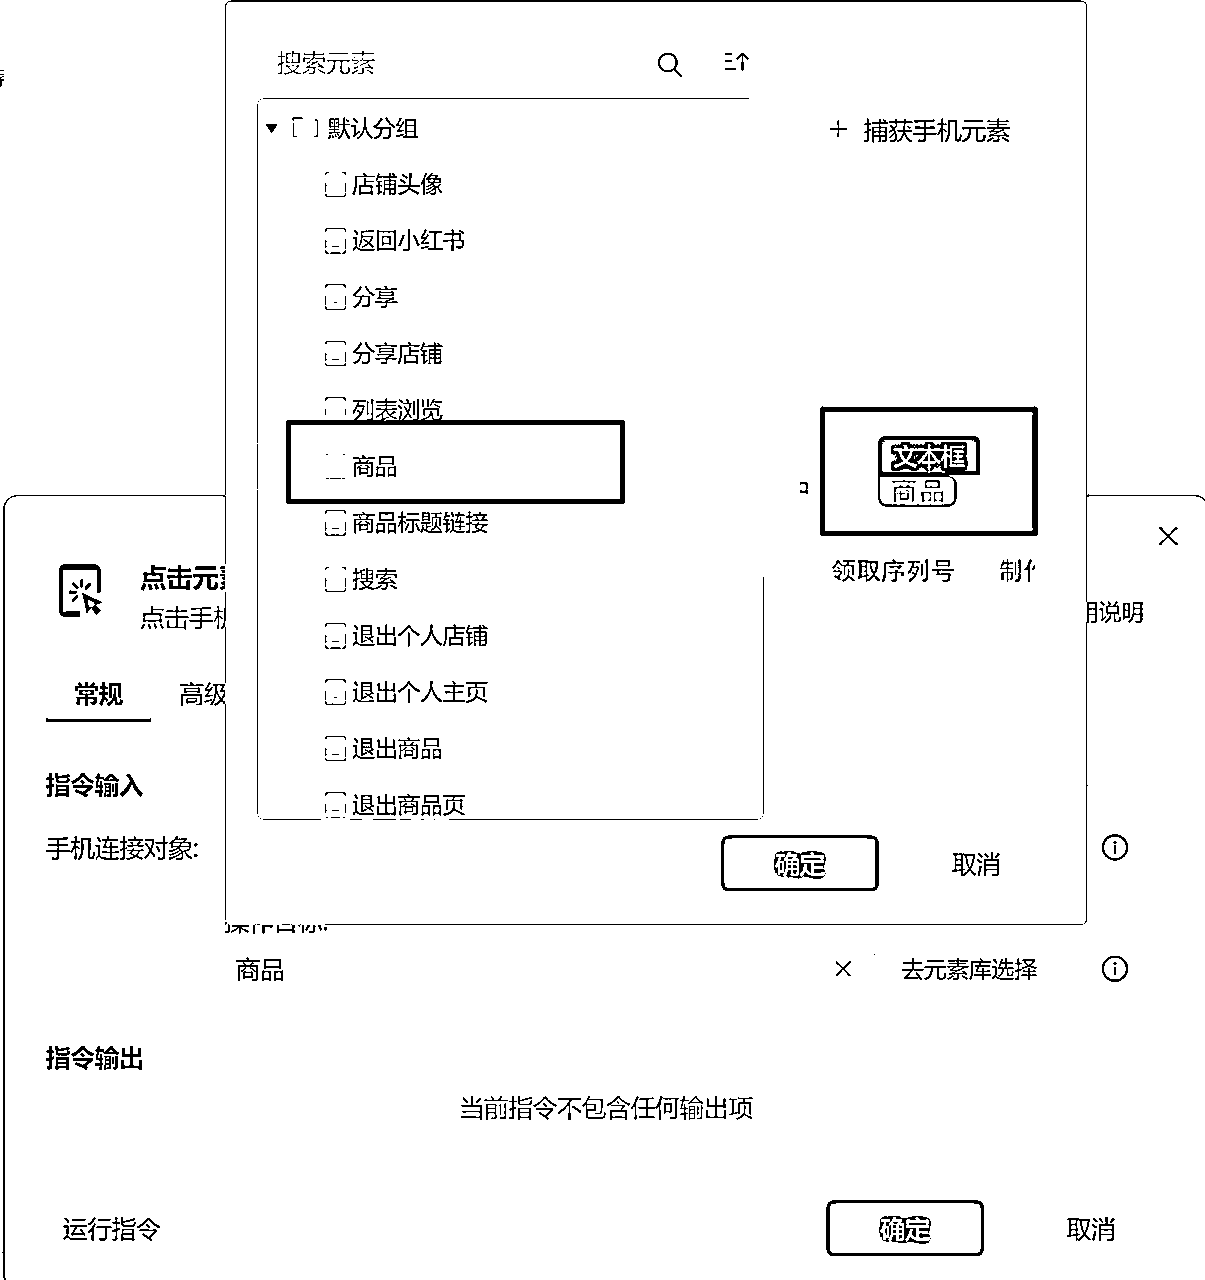 搜索元素
默认分组
+ 捕获手机元素
店铺头像
返回小红书
分享
分享店铺
列表浏览
商品
商品标题链接
搜索
退出个人店铺
退出个人主页
退出商品
退出商品页
文本框
商品
领取序列号
确定
取消
点击元
点击手
用说明
常规
高级
指令输入
手机连接对象:
操作目标:
商品
去元素库选择
指令输出
当前指令不包含任何输出项
运行指令
确定
取消